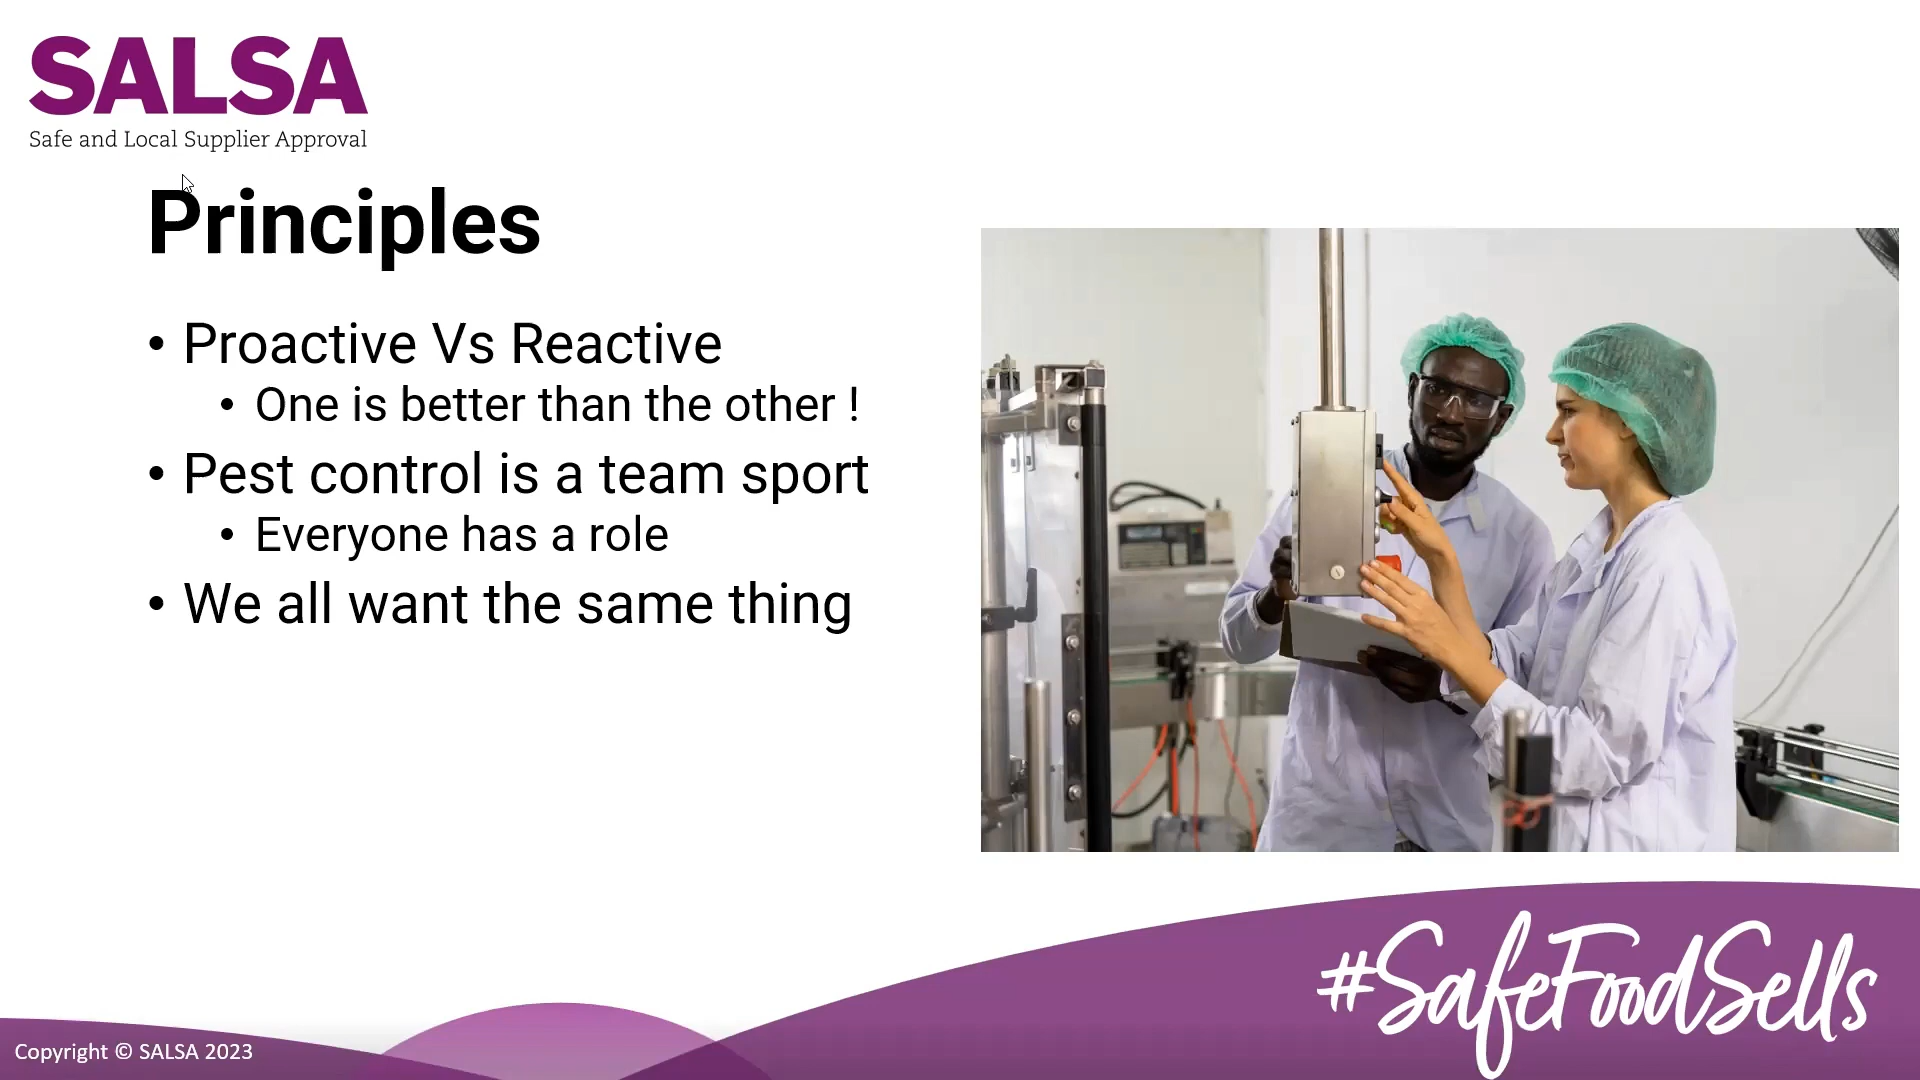 SALSA
Safe and Local Supplier Approval
Principles
• Proactive Vs Reactive
• One is better than the other !
• Pest control is a team sport
• Everyone has a role
• We all want the same thing
#SafeFoodSells
Copyright © SALSA 2023